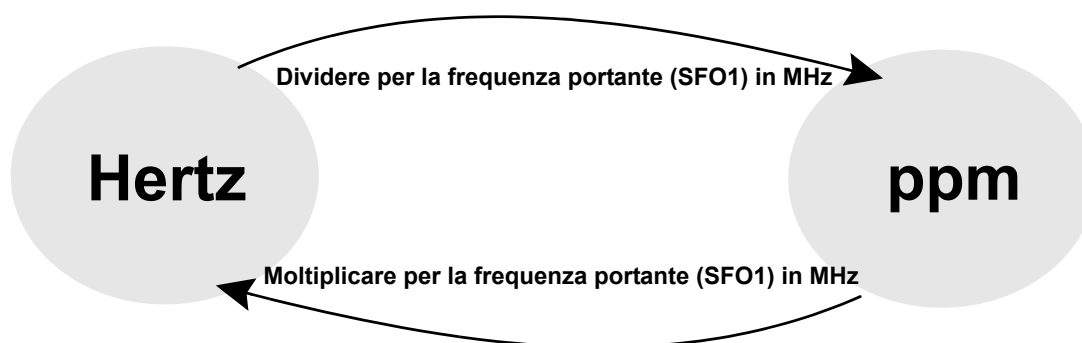 Dividere per la frequenza portante (SFO1) in MHz
Hertz
ppm
Moltiplicare per la frequenza portante (SFO1) in MHz